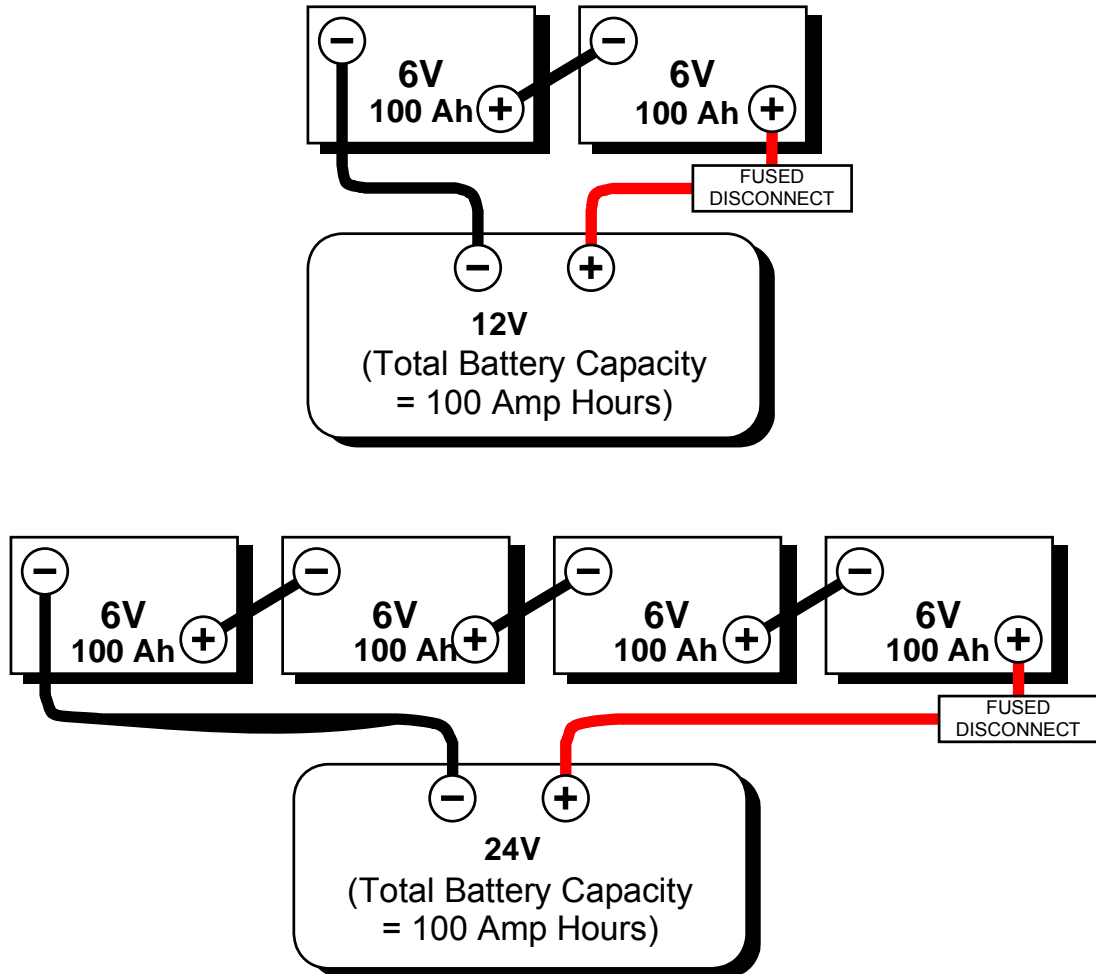 − −
6V 6V
100 Ah + 100 Ah +
FUSED
DISCONNECT
− +
12V
(Total Battery Capacity
= 100 Amp Hours)
− − − −
6V 6V 6V 6V
100 Ah + 100 Ah + 100 Ah + 100 Ah +
FUSED
DISCONNECT
− +
24V
(Total Battery Capacity
= 100 Amp Hours)